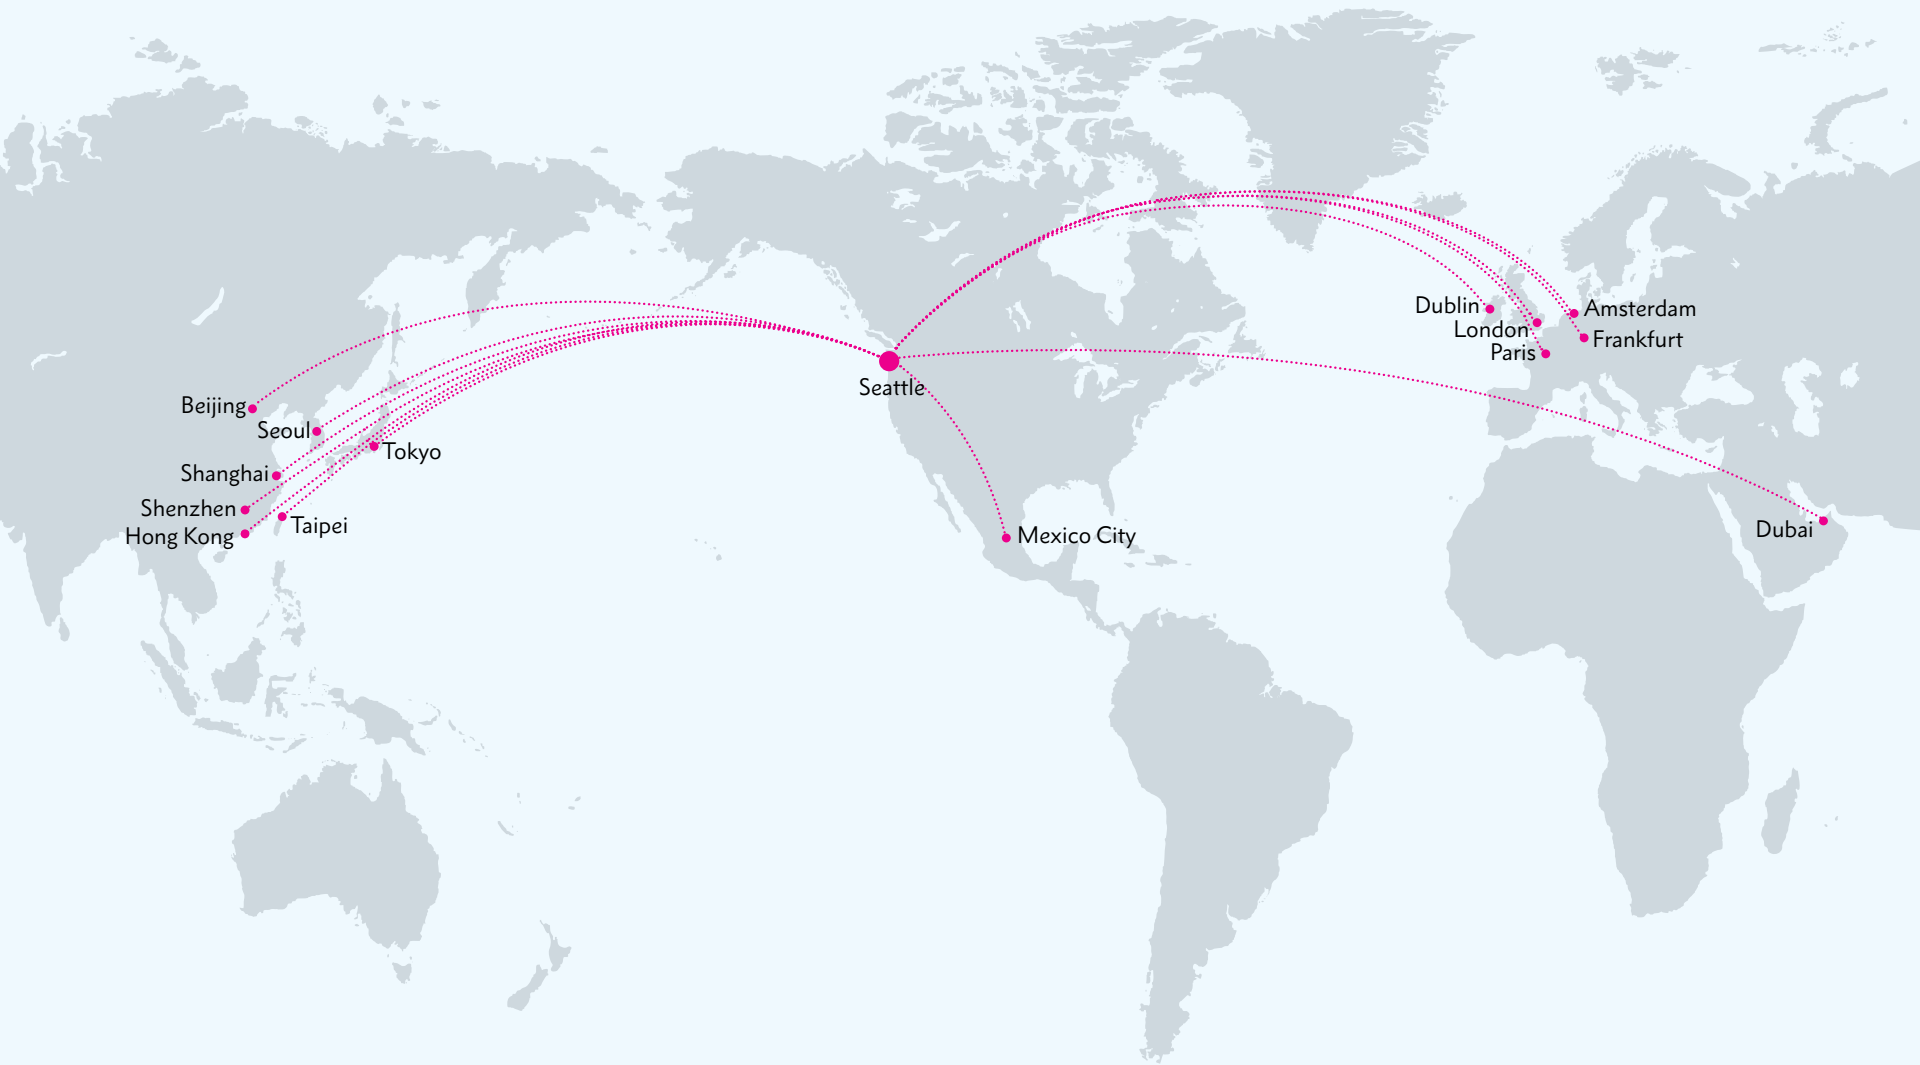 Dublin
Amsterdam
London
Frankfurt
Paris
Seattle
Beijing
Seoul
Tokyo
Shanghai
Shenzhen
Taipei
Hong Kong
Mexico City
Dubai